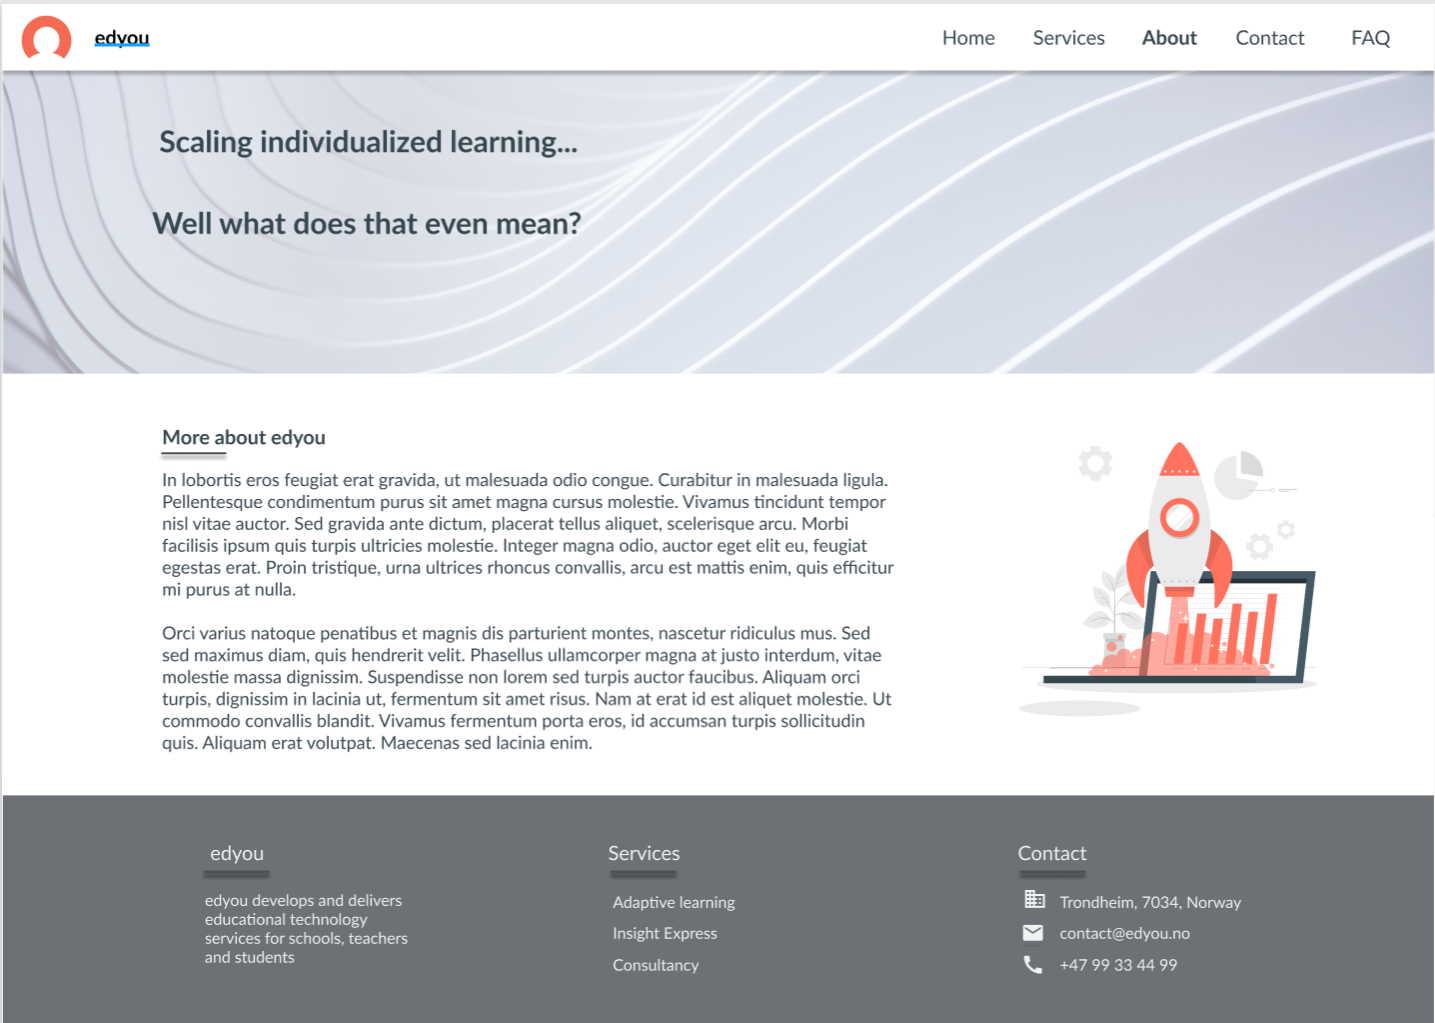 edyou
Home Services About Contact FAQ
Scaling individualized learning...
Well what does that even mean?
More about edyou
In lobortis eros feugiat erat gravida, ut malesuada odio congue. Curabitur in malesuada ligula.
Pellentesque condimentum purus sit amet magna cursus molestie. Vivamus tincidunt tempor
nisl vitae auctor. Sed gravida ante dictum, placerat tellus aliquet, scelerisque arcu. Morbi
facilisis ipsum quis turpis ultricies molestie. Integer magna odio, auctor eget elit eu, feugiat
egestas erat. Proin tristique, urna ultrices rhoncus convallis, arcu est mattis enim, quis efficitur
mi purus at nulla.
Orci varius natoque penatibus et magnis dis parturient montes, nascetur ridiculus mus. Sed
sed maximus diam, quis hendrerit velit. Phasellus ullamcorper magna at justo interdum, vitae
molestie massa dignissim. Suspendisse non lorem sed turpis auctor faucibus. Aliquam orci
turpis, dignissim in lacinia ut, fermentum sit amet risus. Nam at erat id est aliquet molestie. Ut
commodo convallis blandit. Vivamus fermentum porta eros, id accumsan turpis sollicitudin
quis. Aliquam erat volutpat. Maecenas sed lacinia enim.
edyou
edyou develops and delivers
educational technology
services for schools, teachers
and students
Services
Adaptive learning
Insight Express
Consultancy
Contact
Trondheim, 7034, Norway
contact@edyou.no
+47 99 33 44 99